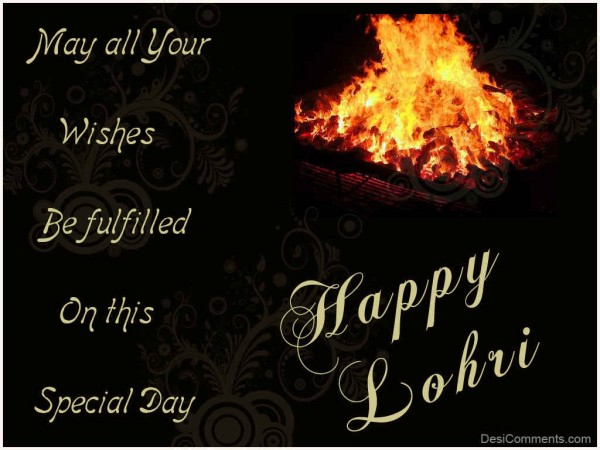 May all Your
Wishes
Be fulfilled
On this
Special Day
Happy
Lohri
DesiComments.com